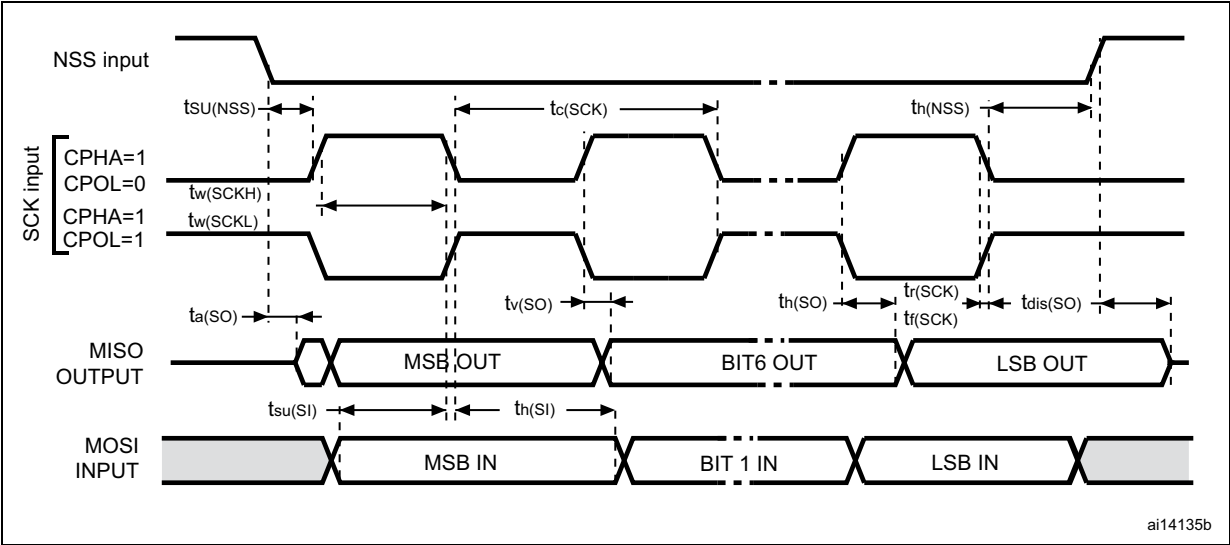 NSS input
tSU(NSS)
tc(SCK)
th(NSS)
SCK input
CPHA=1
CPOL=0
tw(SCKH)
CPHA=1
tw(SCKL)
CPOL=1
ta(SO)
tv(SO)
th(SO)
tr(SCK)
tf(SCK)
tdis(SO)
MISO
OUTPUT
MSB OUT
BIT6 OUT
LSB OUT
tsu(SI)
th(SI)
MOSI
INPUT
MSB IN
BIT 1 IN
LSB IN
ai14135b